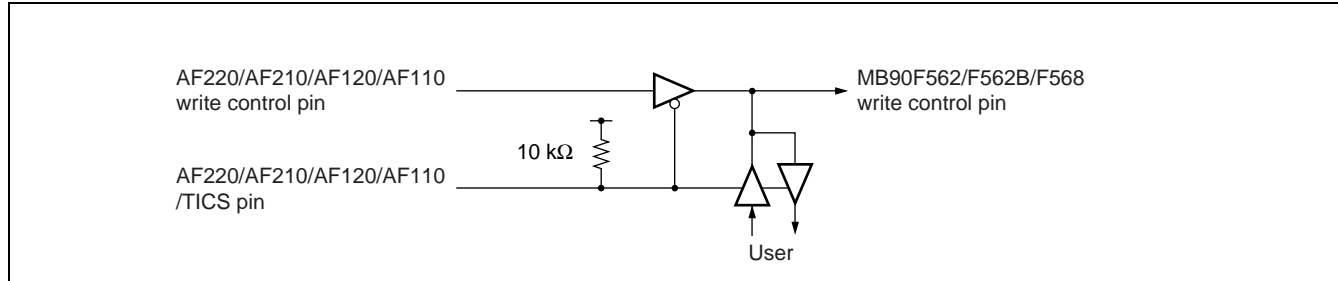 AF220/AF210/AF120/AF110
write control pin
MB90F562/F562B/F568
write control pin
10 kΩ
AF220/AF210/AF120/AF110
/TICS pin
User